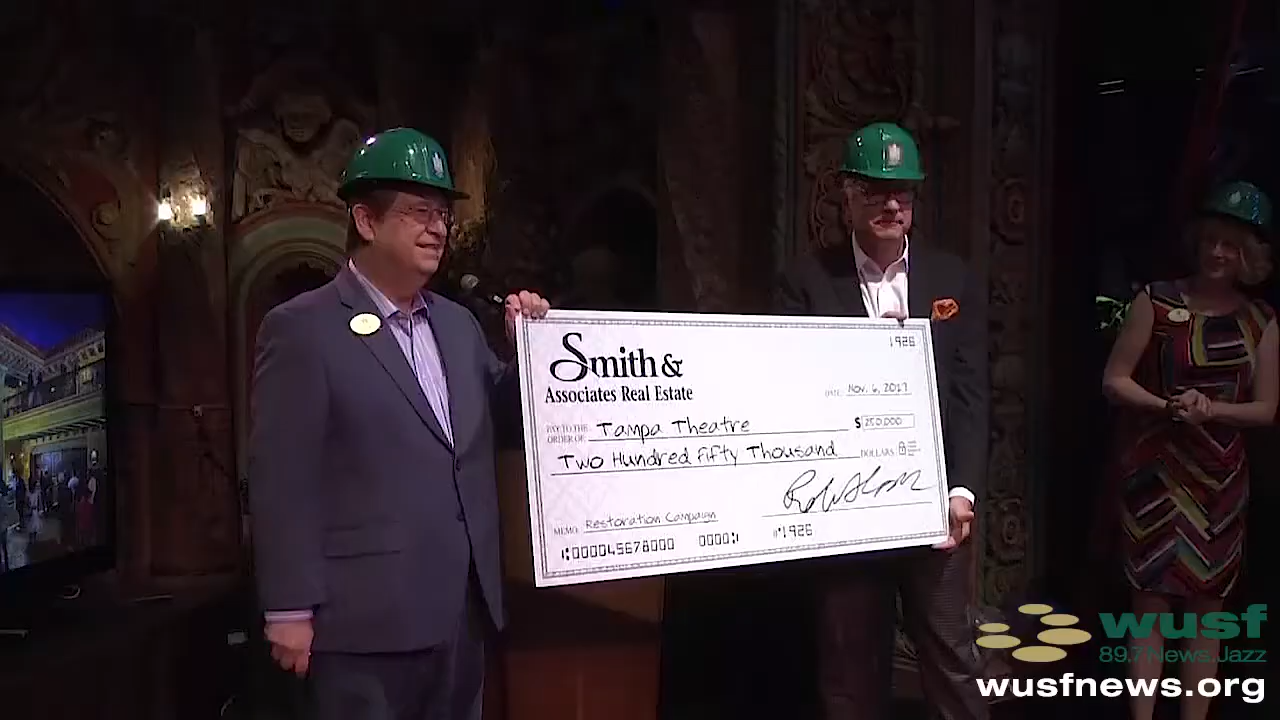 Smith &
Associates Real Estate
1926
DATE: Nov. 6, 2017
PAY TO THE
ORDER OF: Tampa Theatre $ 250,000
Two Hundred Fifty Thousand DOLLARS
MEMO: Restoration Campaign
000045678000 0000 1926
wusf
89.7 News.Jazz
wusfnews.org